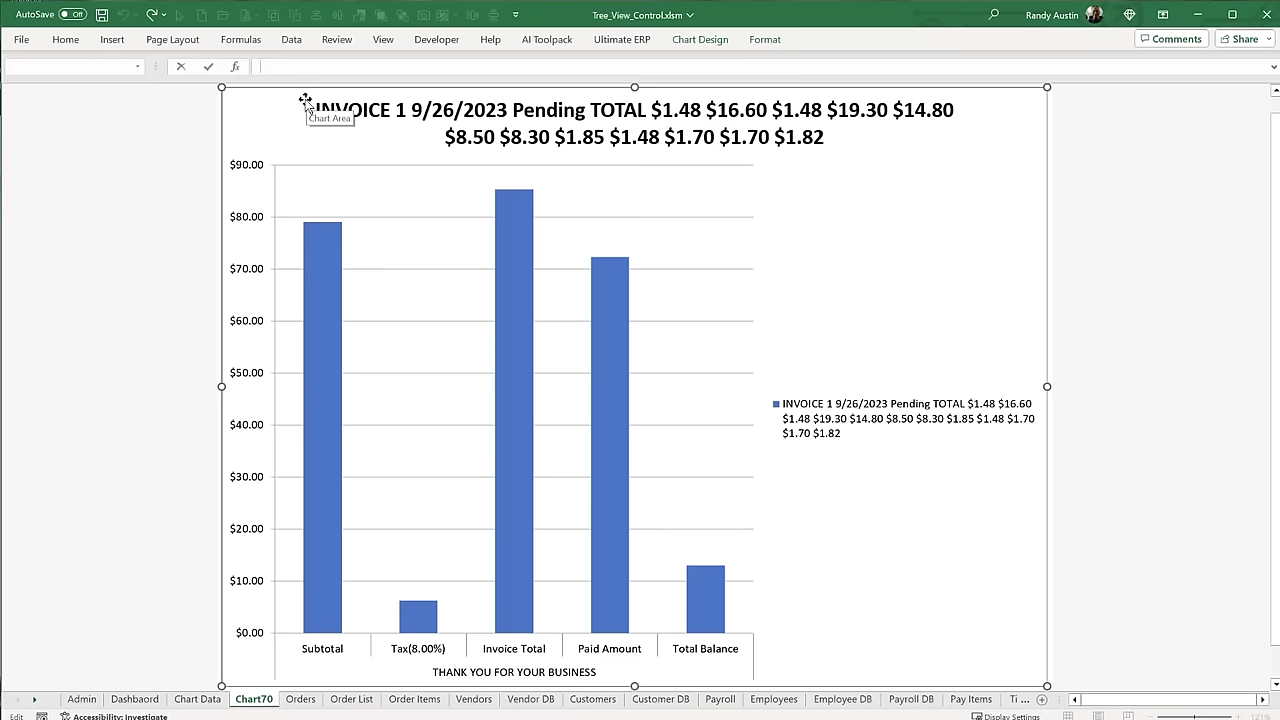 AutoSave Off
Tree_View_Control.xlsm
Randy Austin
File Home Insert Page Layout Formulas Data Review View Developer Help AI Toolpack Ultimate ERP Chart Design Format
Comments Share
fx
INVOICE 1 9/26/2023 Pending TOTAL $1.48 $16.60 $1.48 $19.30 $14.80
$8.50 $8.30 $1.85 $1.48 $1.70 $1.70 $1.82
Chart Area
$90.00
$80.00
$70.00
$60.00
$50.00
$40.00
$30.00
$20.00
$10.00
$0.00
INVOICE 1 9/26/2023 Pending TOTAL $1.48 $16.60
$1.48 $19.30 $14.80 $8.50 $8.30 $1.85 $1.48 $1.70
$1.70 $1.82
Subtotal Tax(8.00%) Invoice Total Paid Amount Total Balance
THANK YOU FOR YOUR BUSINESS
Admin Dashbaord Chart Data Chart70 Orders Order List Order Items Vendors Vendor DB Customers Customer DB Payroll Employees Employee DB Payroll DB Pay Items Ti ...
Edit Accessibility: Investigate Display Settings 121%